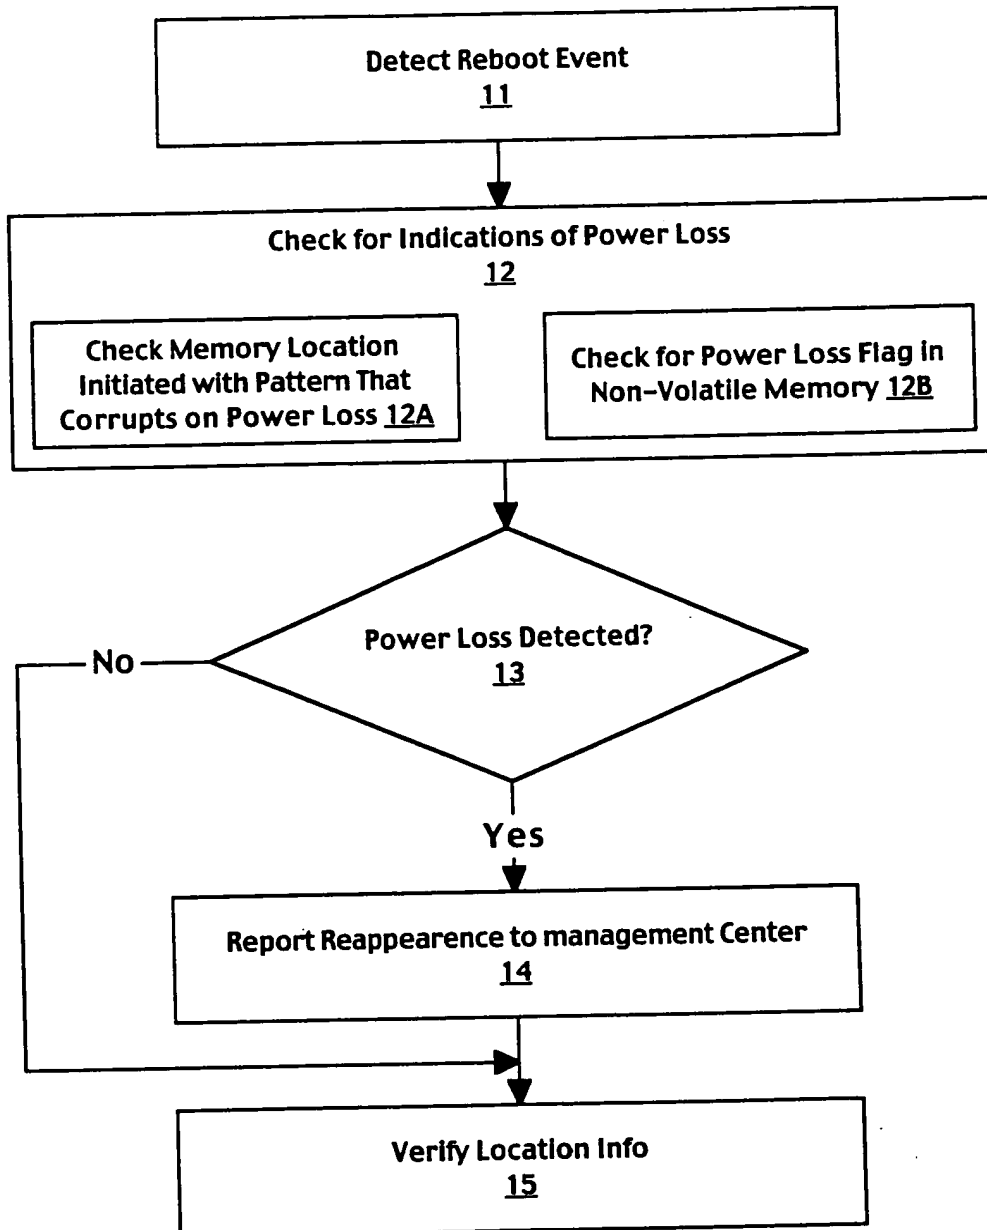 Detect Reboot Event
11
Check for Indications of Power Loss
12
Check Memory Location
Initiated with Pattern That
Corrupts on Power Loss 12A
Check for Power Loss Flag in
Non-Volatile Memory 12B
Power Loss Detected?
13
No
Yes
Report Reappearence to management Center
14
Verify Location Info
15